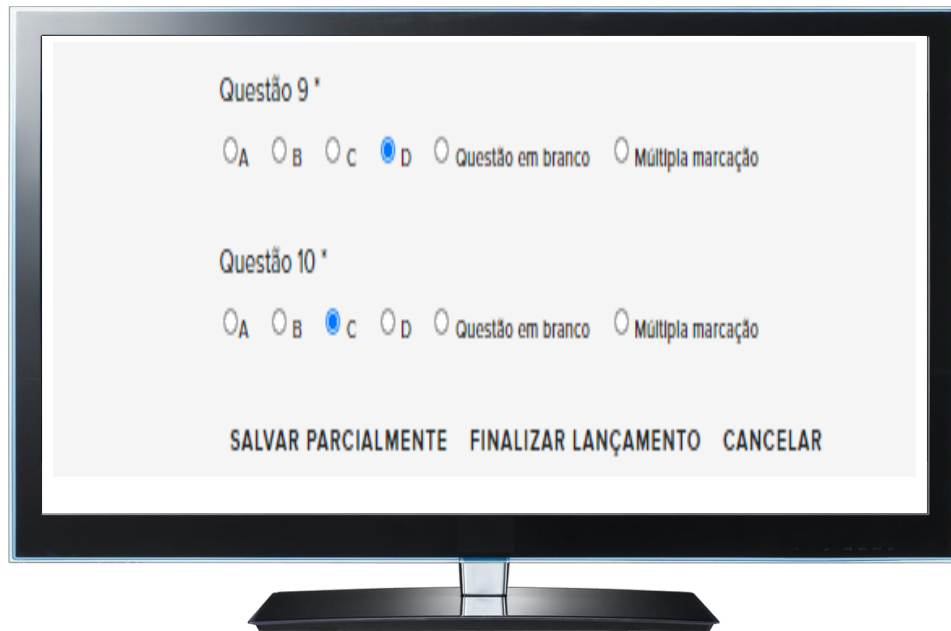 Questão 9 *
A B C D Questão em branco Múltipla marcação
Questão 10 *
A B C D Questão em branco Múltipla marcação
SALVAR PARCIALMENTE FINALIZAR LANÇAMENTO CANCELAR